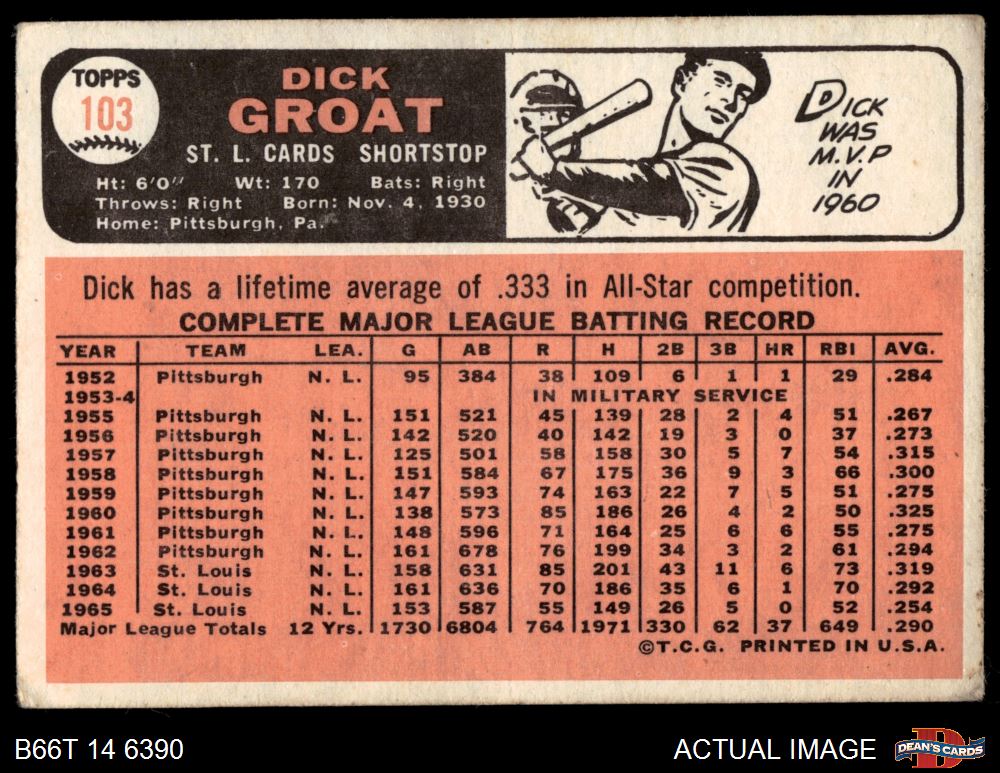 TOPPS
103
DICK
GROAT
ST. L. CARDS SHORTSTOP
Ht: 6'0" Wt: 170 Bats: Right
Throws: Right Born: Nov. 4, 1930
Home: Pittsburgh, Pa.
DICK
WAS
M.V.P
IN
1960
Dick has a lifetime average of .333 in All-Star competition.
COMPLETE MAJOR LEAGUE BATTING RECORD
YEAR TEAM LEA. G AB R H 2B 3B HR RBI AVG.
1952 Pittsburgh N. L. 95 384 38 109 6 1 1 29 .284
1953-4 IN MILITARY SERVICE
1955 Pittsburgh N. L. 151 521 45 139 28 2 4 51 .267
1956 Pittsburgh N. L. 142 520 40 142 19 3 0 37 .273
1957 Pittsburgh N. L. 125 501 58 158 30 5 7 54 .315
1958 Pittsburgh N. L. 151 584 67 175 36 9 3 66 .300
1959 Pittsburgh N. L. 147 593 74 163 22 7 5 51 .275
1960 Pittsburgh N. L. 138 573 85 186 26 4 2 50 .325
1961 Pittsburgh N. L. 148 596 71 164 25 6 6 55 .275
1962 Pittsburgh N. L. 161 678 76 199 34 3 2 61 .294
1963 St. Louis N. L. 158 631 85 201 43 11 6 73 .319
1964 St. Louis N. L. 161 636 70 186 35 6 1 70 .292
1965 St. Louis N. L. 153 587 55 149 26 5 0 52 .254
Major League Totals 12 Yrs. 1730 6804 764 1971 330 62 37 649 .290
©T.C.G. PRINTED IN U.S.A.
B66T 14 6390
ACTUAL IMAGE
D
DEAN'S CARDS